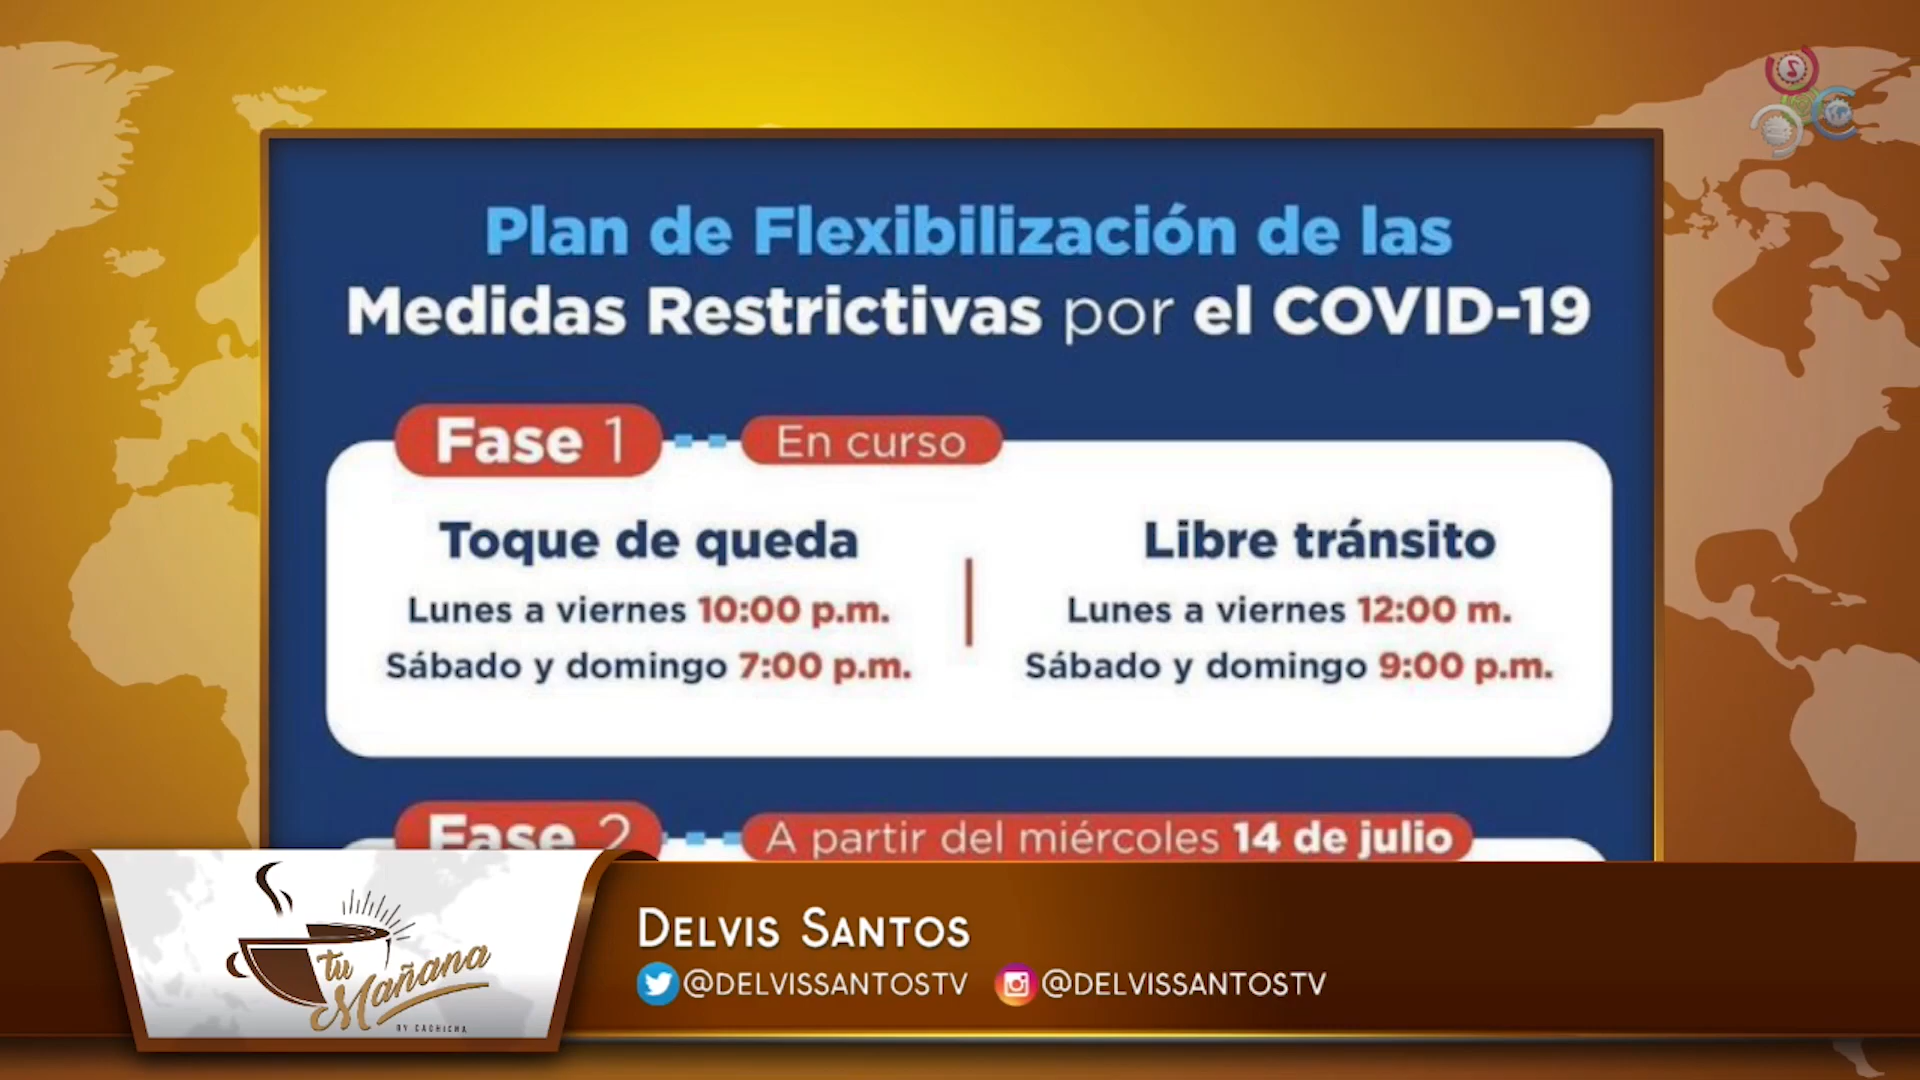 Plan de Flexibilización de las
Medidas Restrictivas por el COVID-19
Fase 1
En curso
Toque de queda
Lunes a viernes 10:00 p.m.
Sábado y domingo 7:00 p.m.
Libre tránsito
Lunes a viernes 12:00 m.
Sábado y domingo 9:00 p.m.
Fase 2
A partir del miércoles 14 de julio
tu
Mañana
BY CACHICHA
DELVIS SANTOS
@DELVISSANTOSTV
@DELVISSANTOSTV